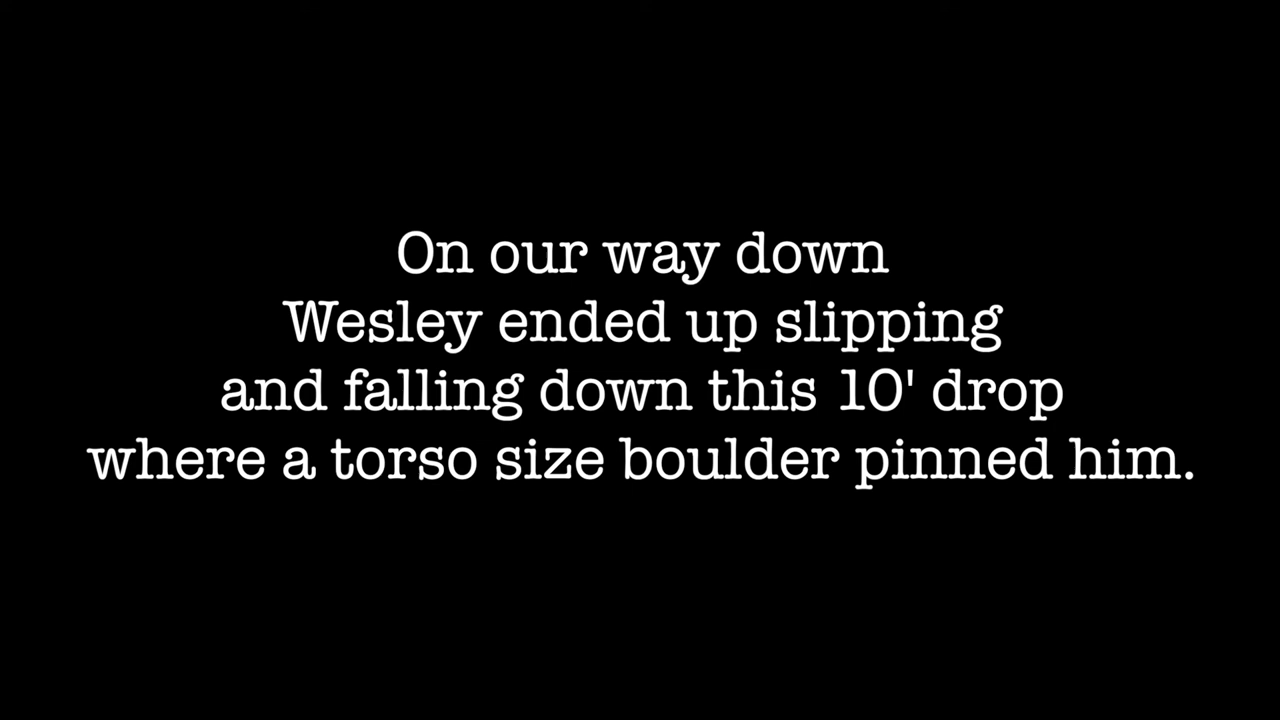 On our way down
Wesley ended up slipping
and falling down this 10' drop
where a torso size boulder pinned him.